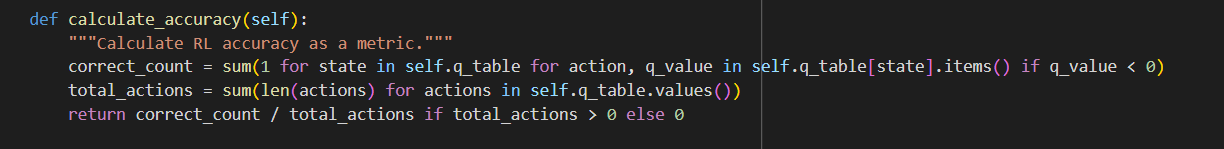 def calculate_accuracy(self):
    """Calculate RL accuracy as a metric."""
    correct_count = sum(1 for state in self.q_table for action, q_value in self.q_table[state].items() if q_value < 0)
    total_actions = sum(len(actions) for actions in self.q_table.values())
    return correct_count / total_actions if total_actions > 0 else 0